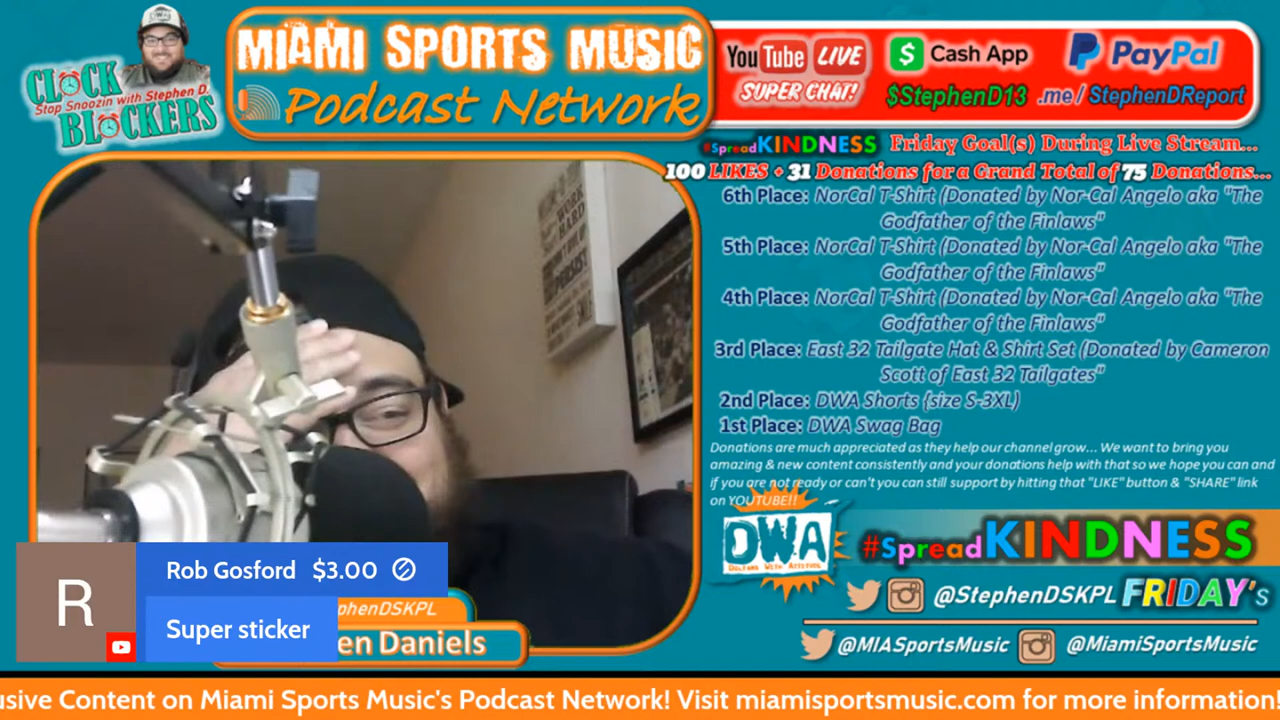 CLOCK
Stop Snoozin with Stephen D.
BLOCKERS
DWA
MIAMI SPORTS MUSIC
Podcast Network
YouTube LIVE
SUPER CHAT!
$ Cash App
$StephenD13
PayPal
.me/StephenDReport
#SpreadKINDNESS Friday Goal(s) During Live Stream...
100 LIKES + 31 Donations for a Grand Total of 75 Donations...
6th Place: NorCal T-Shirt (Donated by Nor-Cal Angelo aka "The
Godfather of the Finlaws"
5th Place: NorCal T-Shirt (Donated by Nor-Cal Angelo aka "The
Godfather of the Finlaws"
4th Place: NorCal T-Shirt (Donated by Nor-Cal Angelo aka "The
Godfather of the Finlaws"
3rd Place: East 32 Tailgate Hat & Shirt Set (Donated by Cameron
Scott of East 32 Tailgates"
2nd Place: DWA Shorts (size S-3XL)
1st Place: DWA Swag Bag
Donations are much appreciated as they help our channel grow... We want to bring you
amazing & new content consistently and your donations help with that so we hope you can and
if you are not ready or can't you can still support by hitting that "LIKE" button & "SHARE" link
on YOUTUBE!!
WORK
HARD
PERSIST
DWA
DOLFANS WITH ATTITUDE
#SpreadKINDNESS
@StephenDSKPL FRIDAY's
@MIASportsMusic @MiamiSportsMusic
R
Rob Gosford $3.00
Super sticker
phenDSKPL
en Daniels
usive Content on Miami Sports Music's Podcast Network! Visit miamisportsmusic.com for more information!